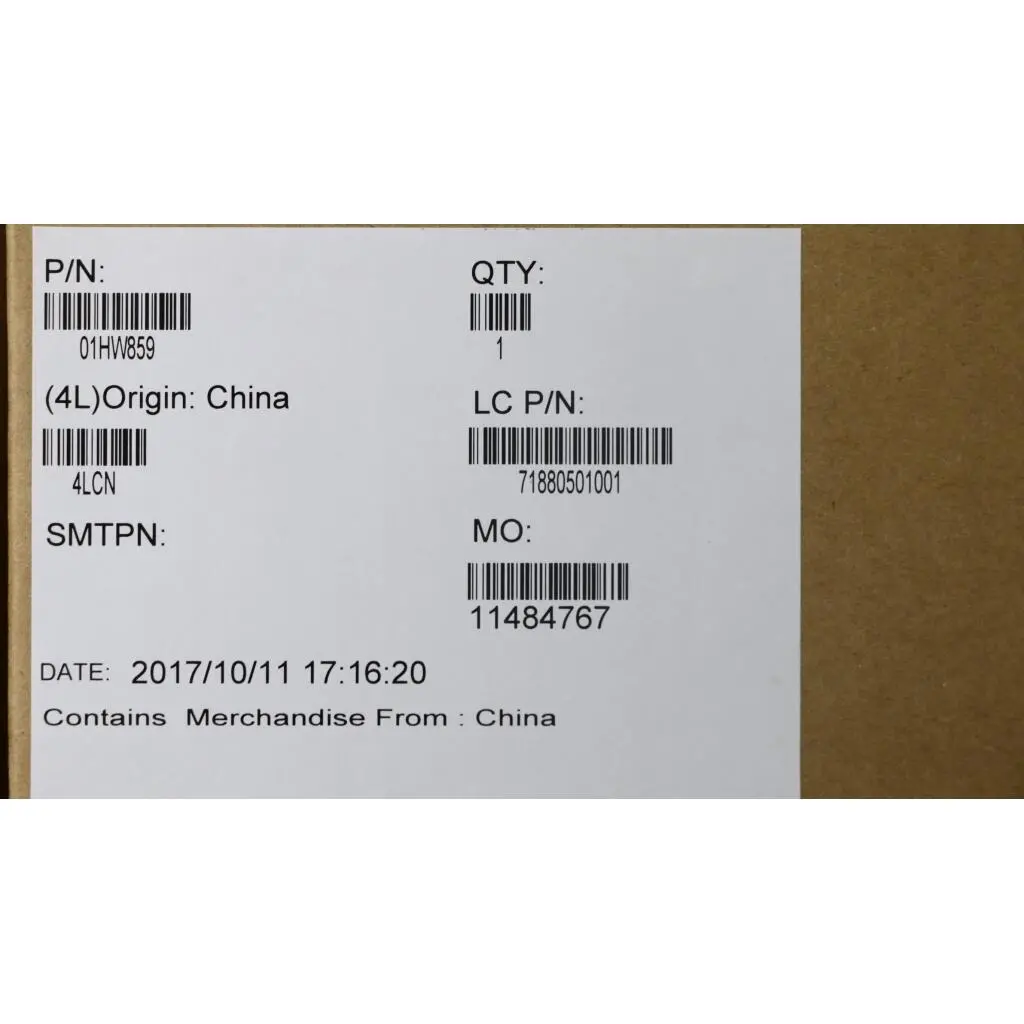 P/N:
QTY:
01HW859
1
(4L)Origin: China
LC P/N:
4LCN
71880501001
SMTPN:
MO:
11484767
DATE: 2017/10/11 17:16:20
Contains Merchandise From : China